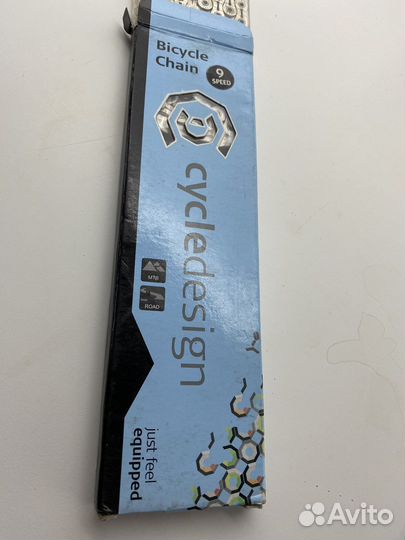 Bicycle
Chain
9
SPEED
cycledesign
MTB
ROAD
just feel
equipped
Avito